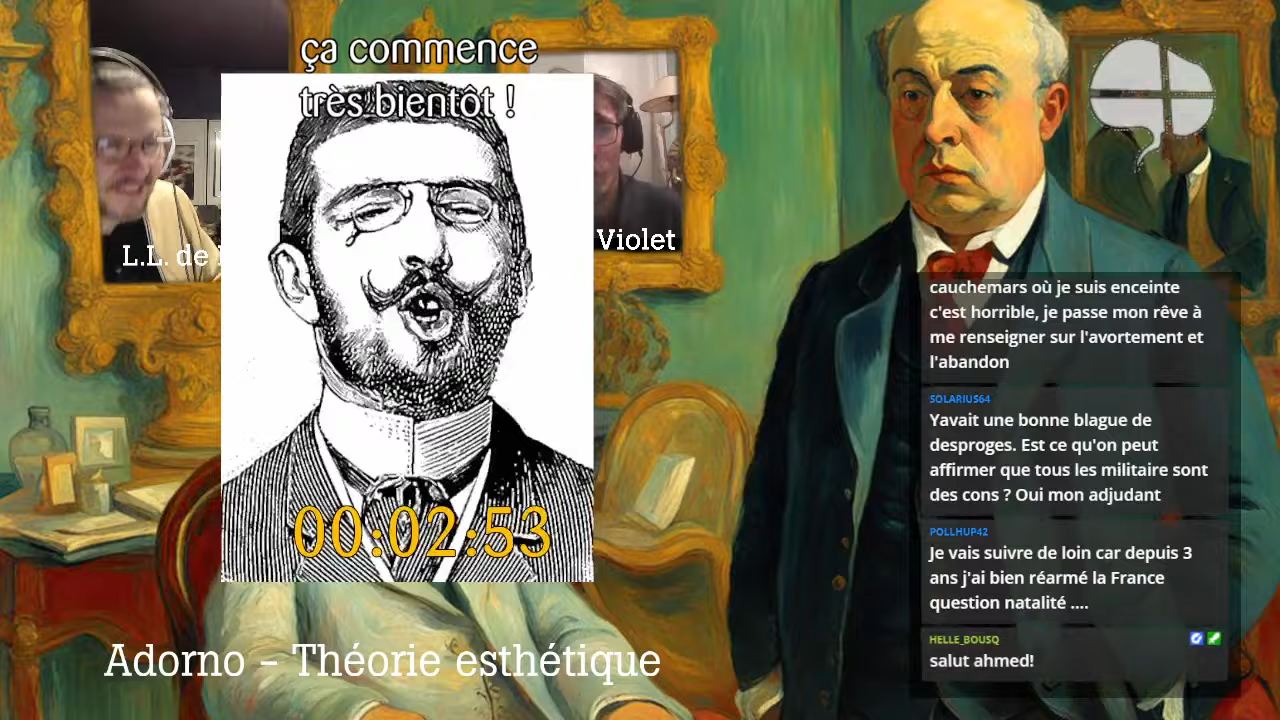 ça commence
très bientôt !
L.L. de
Violet
cauchemars où je suis enceinte
c'est horrible, je passe mon rêve à
me renseigner sur l'avortement et
l'abandon
SOLARIUS64
Yavait une bonne blague de
desproges. Est ce qu'on peut
affirmer que tous les militaire sont
des cons ? Oui mon adjudant
POLLHUP42
Je vais suivre de loin car depuis 3
ans j'ai bien réarmé la France
question natalité ....
HELLE_BOUSQ
salut ahmed!
00:02:53
Adorno – Théorie esthétique